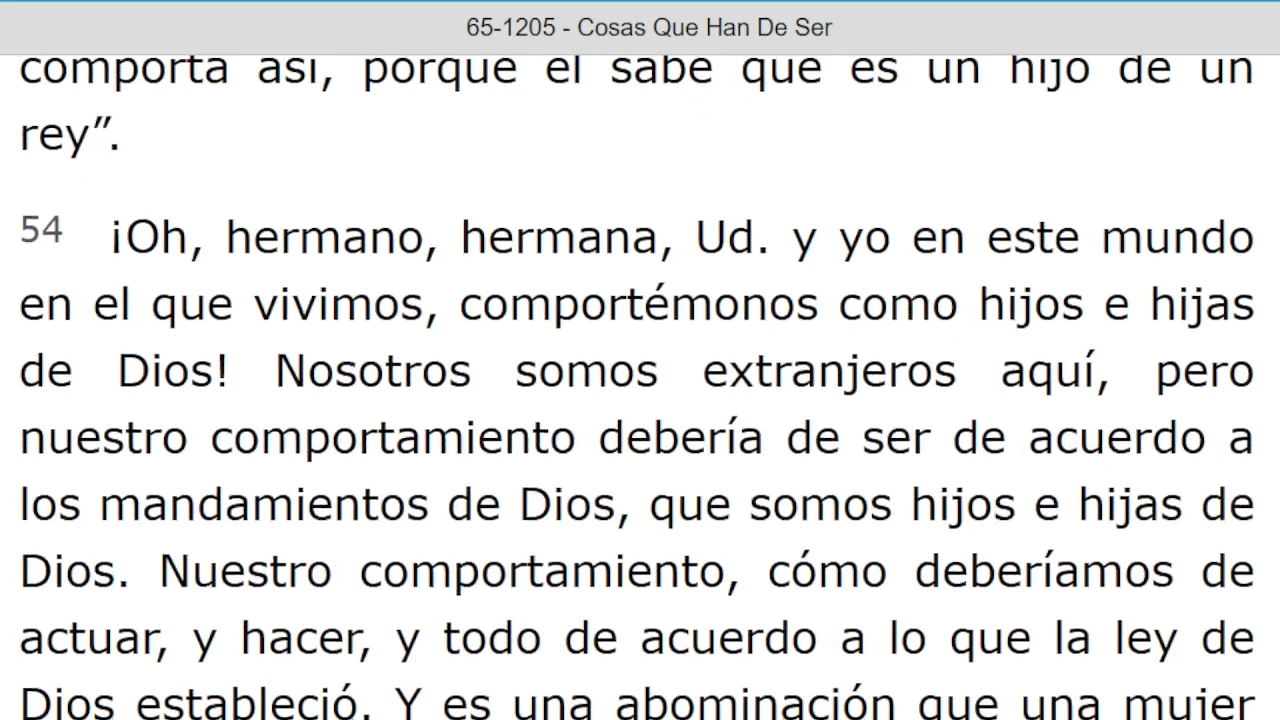 65-1205 - Cosas Que Han De Ser
comporta así, porque él sabe que es un hijo de un
rey”.
54 ¡Oh, hermano, hermana, Ud. y yo en este mundo
en el que vivimos, comportémonos como hijos e hijas
de Dios! Nosotros somos extranjeros aquí, pero
nuestro comportamiento debería de ser de acuerdo a
los mandamientos de Dios, que somos hijos e hijas de
Dios. Nuestro comportamiento, cómo deberíamos de
actuar, y hacer, y todo de acuerdo a lo que la ley de
Dios estableció. Y es una abominación que una mujer